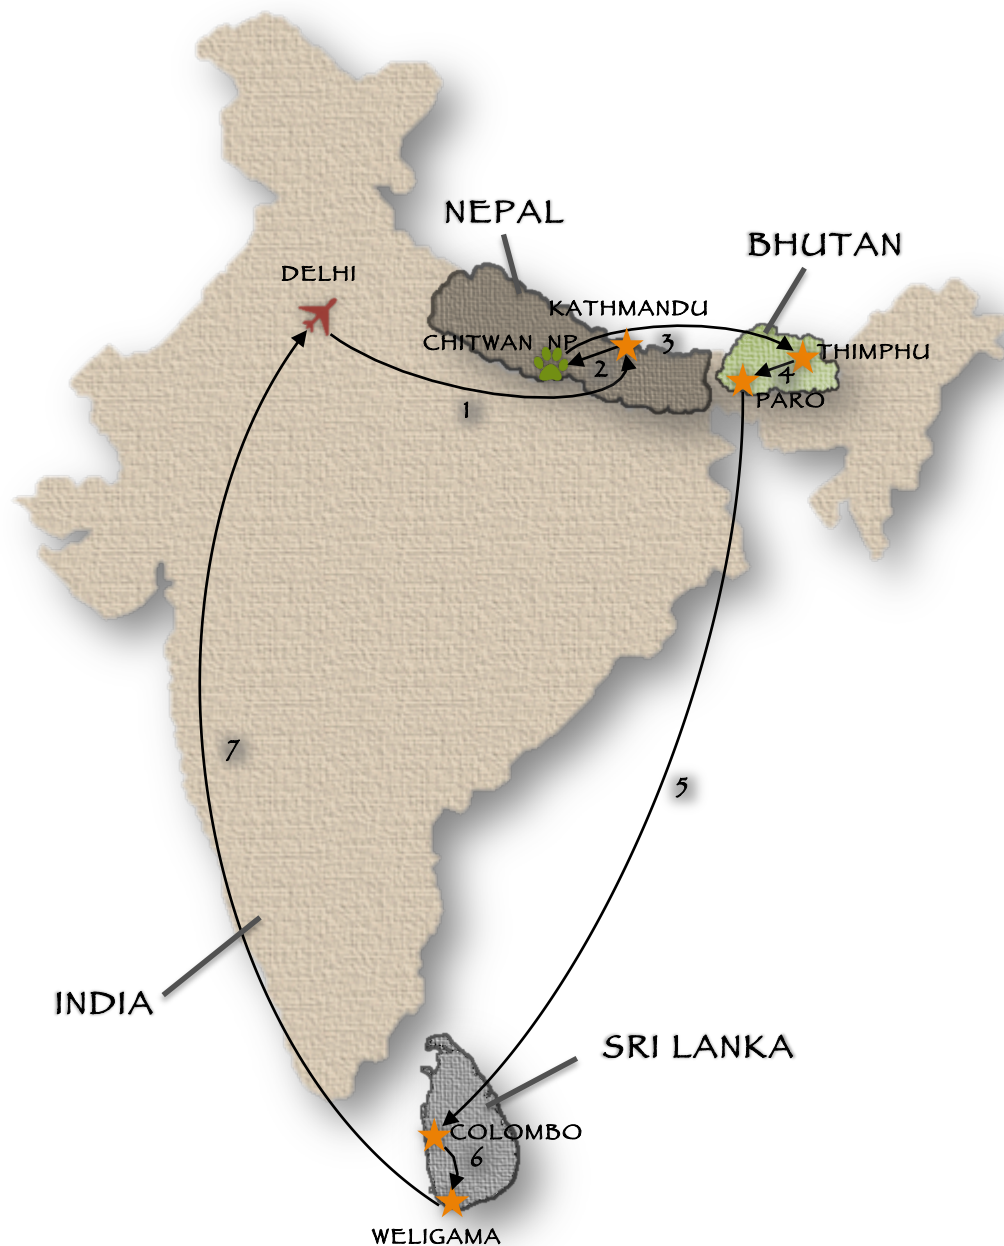 NEPAL
BHUTAN
DELHI
KATHMANDU
CHITWAN NP
3
THIMPHU
2
4
PARO
1
7
5
INDIA
SRI LANKA
COLOMBO
6
WELIGAMA